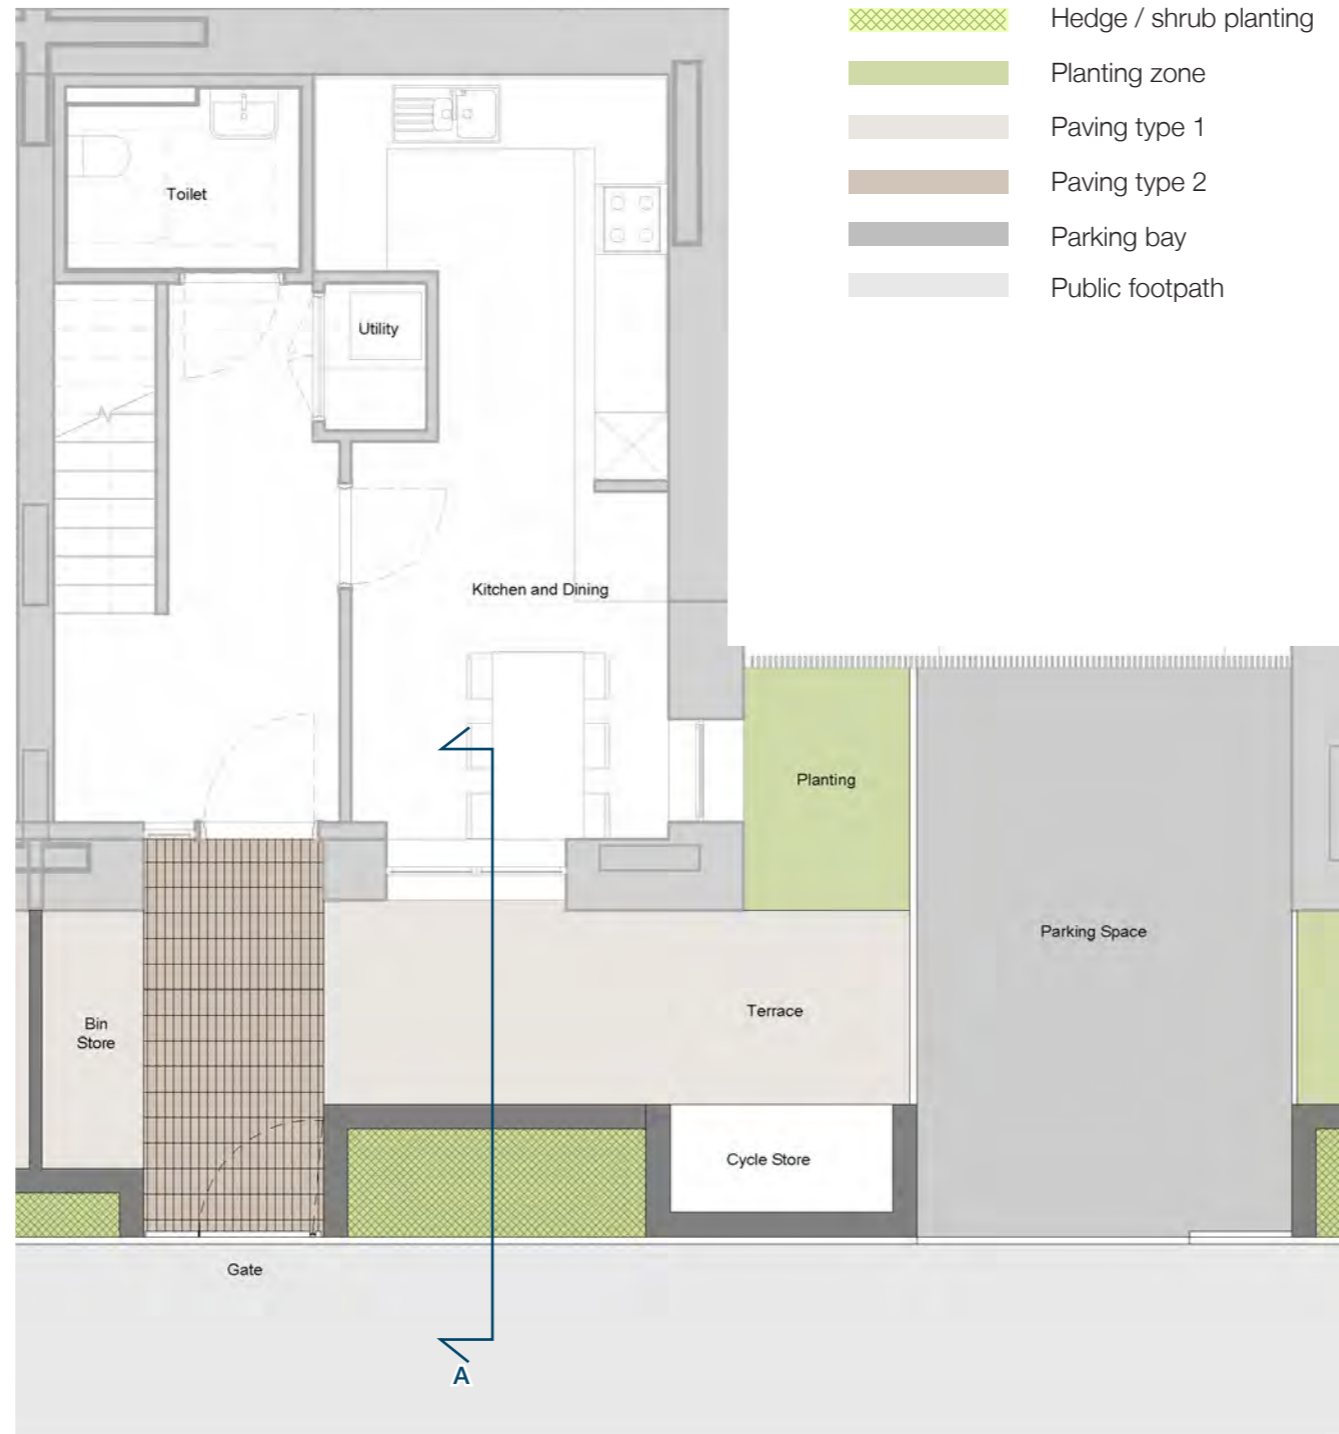 Hedge / shrub planting
Planting zone
Paving type 1
Paving type 2
Parking bay
Public footpath
Toilet
Utility
Kitchen and Dining
Planting
Parking Space
Terrace
Bin
Store
Cycle Store
Gate
A